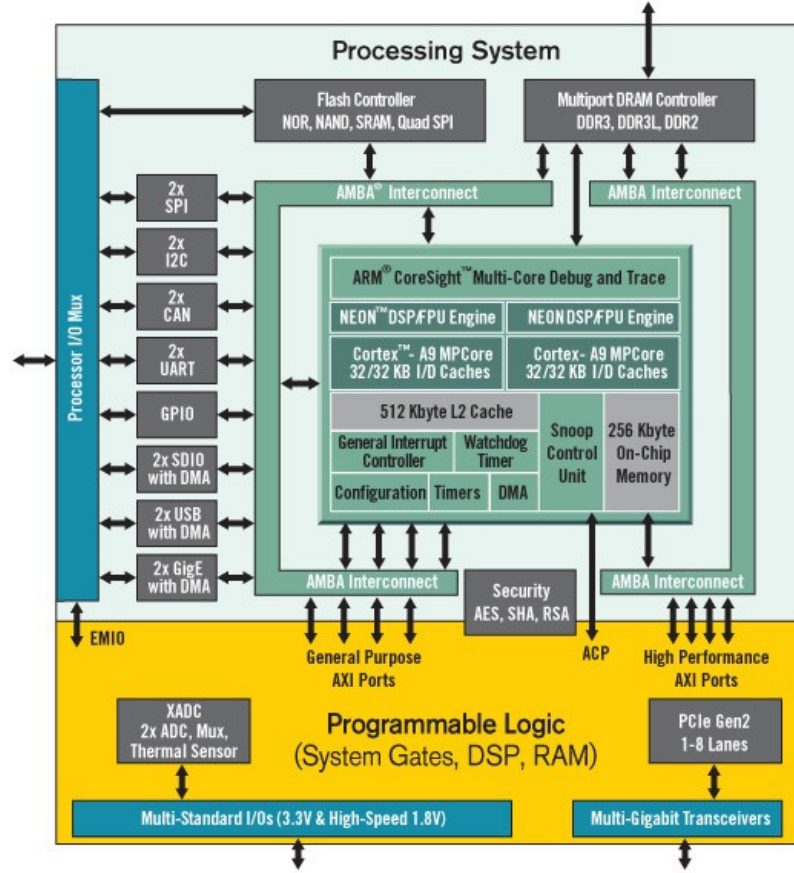 Processing System
Flash Controller
NOR, NAND, SRAM, Quad SPI
Multiport DRAM Controller
DDR3, DDR3L, DDR2
Processor I/O Mux
2x
SPI
2x
I2C
2x
CAN
2x
UART
GPIO
2x SDIO
with DMA
2x USB
with DMA
2x GigE
with DMA
AMBA® Interconnect
AMBA Interconnect
ARM® CoreSight™ Multi-Core Debug and Trace
NEON™ DSP/FPU Engine
NEON DSP/FPU Engine
Cortex™- A9 MPCore
32/32 KB I/D Caches
Cortex- A9 MPCore
32/32 KB I/D Caches
512 Kbyte L2 Cache
General Interrupt
Controller
Watchdog
Timer
Configuration
Timers
DMA
Snoop
Control
Unit
256 Kbyte
On-Chip
Memory
AMBA Interconnect
AMBA Interconnect
Security
AES, SHA, RSA
EMIO
General Purpose
AXI Ports
ACP
High Performance
AXI Ports
XADC
2x ADC, Mux,
Thermal Sensor
Programmable Logic
(System Gates, DSP, RAM)
PCIe Gen2
1-8 Lanes
Multi-Standard I/Os (3.3V & High-Speed 1.8V)
Multi-Gigabit Transceivers